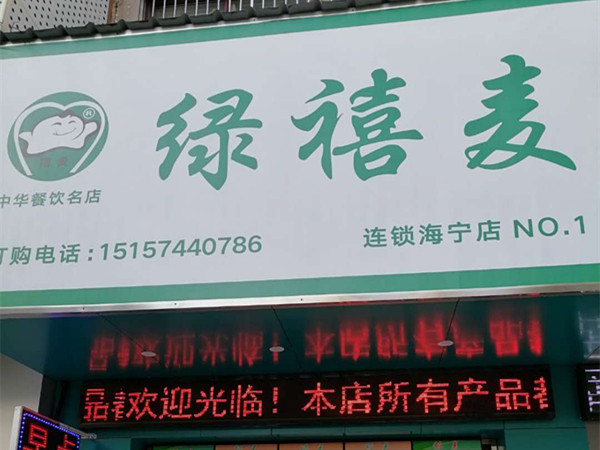 绿禧麦
®
中华餐饮名店
订购电话:15157440786
连锁海宁店 NO.1
欢迎光临！本店所有产品
早